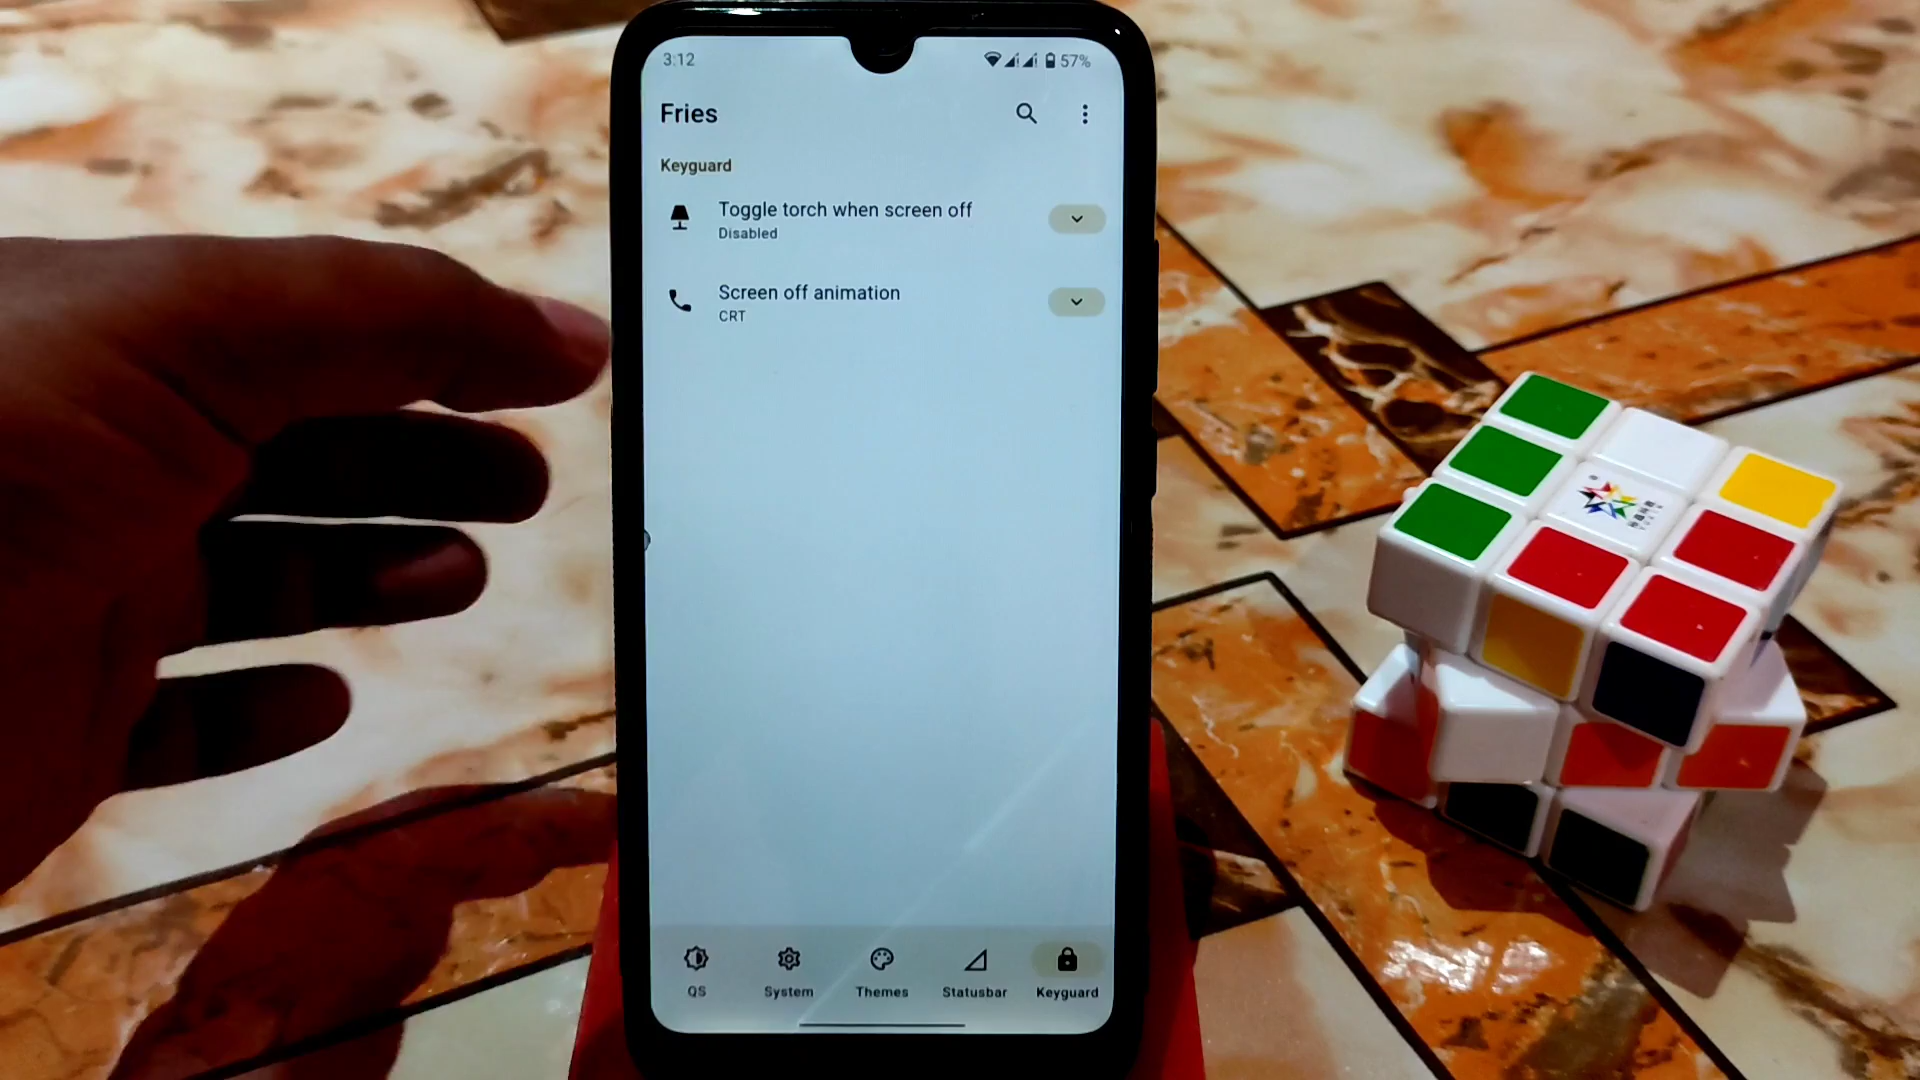 3:12
57%
Fries
Keyguard
Toggle torch when screen off
Disabled
Screen off animation
CRT
QS
System
Themes
Statusbar
Keyguard